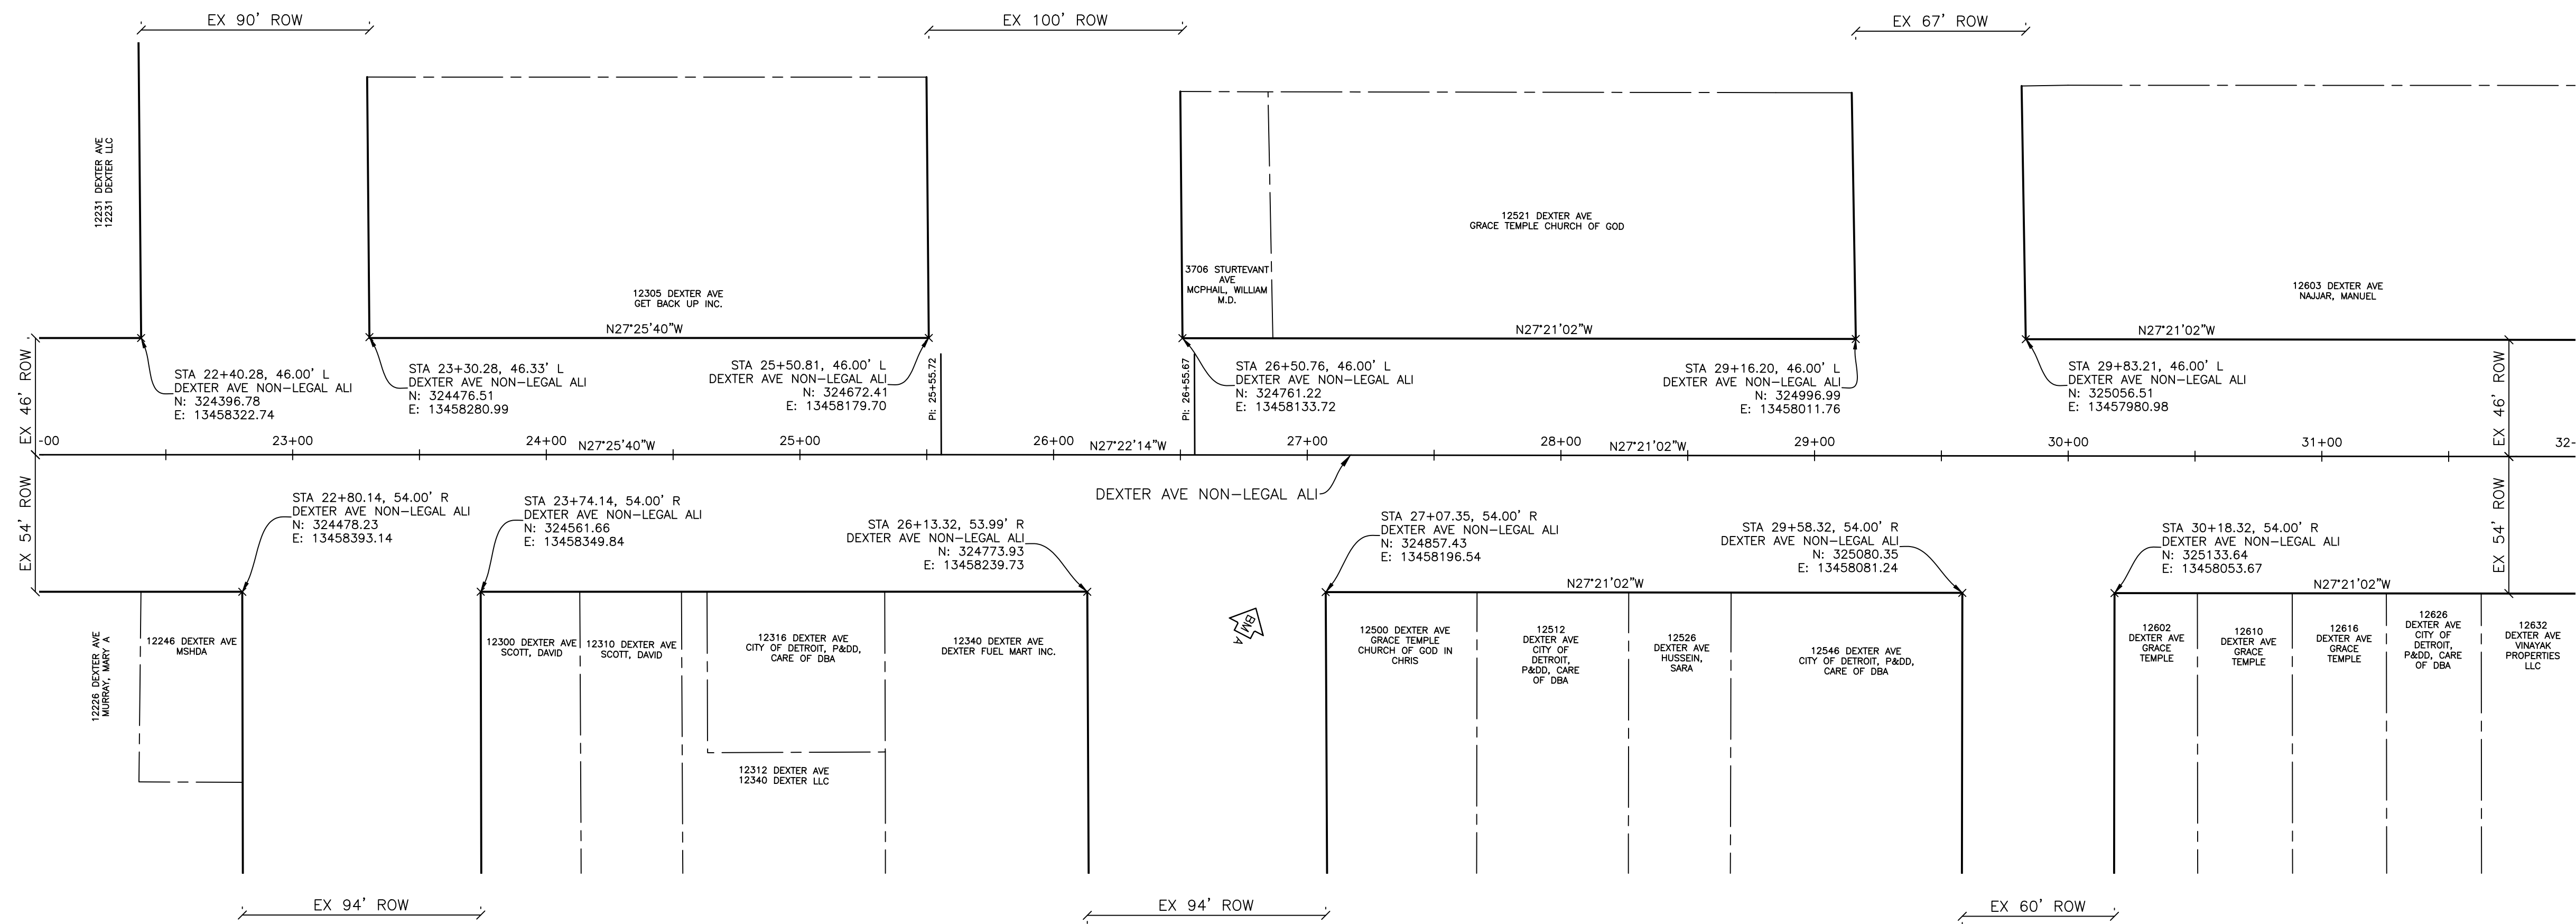 EX 90' ROW
EX 100' ROW
EX 67' ROW
12231 DEXTER AVE
12231 DEXTER LLC
12305 DEXTER AVE
GET BACK UP INC.
3706 STURTEVANT
AVE
MCPHAIL, WILLIAM
M.D.
12521 DEXTER AVE
GRACE TEMPLE CHURCH OF GOD
12603 DEXTER AVE
NAJJAR, MANUEL
N27°25'40"W
N27°21'02"W
N27°21'02"W
EX 46' ROW
STA 22+40.28, 46.00' L
DEXTER AVE NON-LEGAL ALI
N: 324396.78
E: 13458322.74
STA 23+30.28, 46.33' L
DEXTER AVE NON-LEGAL ALI
N: 324476.51
E: 13458280.99
STA 25+50.81, 46.00' L
DEXTER AVE NON-LEGAL ALI
N: 324672.41
E: 13458179.70
PI: 25+55.72
PI: 26+55.67
STA 26+50.76, 46.00' L
DEXTER AVE NON-LEGAL ALI
N: 324761.22
E: 13458133.72
STA 29+16.20, 46.00' L
DEXTER AVE NON-LEGAL ALI
N: 324996.99
E: 13458011.76
STA 29+83.21, 46.00' L
DEXTER AVE NON-LEGAL ALI
N: 325056.51
E: 13457980.98
EX 46' ROW
-00
23+00
24+00
N27°25'40"W
25+00
26+00
N27°22'14"W
27+00
28+00
N27°21'02"W
29+00
30+00
31+00
32-
EX 54' ROW
STA 22+80.14, 54.00' R
DEXTER AVE NON-LEGAL ALI
N: 324478.23
E: 13458393.14
STA 23+74.14, 54.00' R
DEXTER AVE NON-LEGAL ALI
N: 324561.66
E: 13458349.84
STA 26+13.32, 53.99' R
DEXTER AVE NON-LEGAL ALI
N: 324773.93
E: 13458239.73
DEXTER AVE NON-LEGAL ALI
STA 27+07.35, 54.00' R
DEXTER AVE NON-LEGAL ALI
N: 324857.43
E: 13458196.54
STA 29+58.32, 54.00' R
DEXTER AVE NON-LEGAL ALI
N: 325080.35
E: 13458081.24
STA 30+18.32, 54.00' R
DEXTER AVE NON-LEGAL ALI
N: 325133.64
E: 13458053.67
EX 54' ROW
N27°21'02"W
N27°21'02"W
12226 DEXTER AVE
MURRAY, MARY A
12246 DEXTER AVE
MSHDA
12300 DEXTER AVE
SCOTT, DAVID
12310 DEXTER AVE
SCOTT, DAVID
12316 DEXTER AVE
CITY OF DETROIT, P&DD,
CARE OF DBA
12340 DEXTER AVE
DEXTER FUEL MART INC.
12312 DEXTER AVE
12340 DEXTER LLC
BM
A
12500 DEXTER AVE
GRACE TEMPLE
CHURCH OF GOD IN
CHRIS
12512
DEXTER AVE
CITY OF
DETROIT,
P&DD, CARE
OF DBA
12526
DEXTER AVE
HUSSEIN,
SARA
12546 DEXTER AVE
CITY OF DETROIT, P&DD,
CARE OF DBA
12602
DEXTER AVE
GRACE
TEMPLE
12610
DEXTER AVE
GRACE
TEMPLE
12616
DEXTER AVE
GRACE
TEMPLE
12626
DEXTER AVE
CITY OF
DETROIT,
P&DD, CARE
OF DBA
12632
DEXTER AVE
VINAYAK
PROPERTIES
LLC
EX 94' ROW
EX 94' ROW
EX 60' ROW